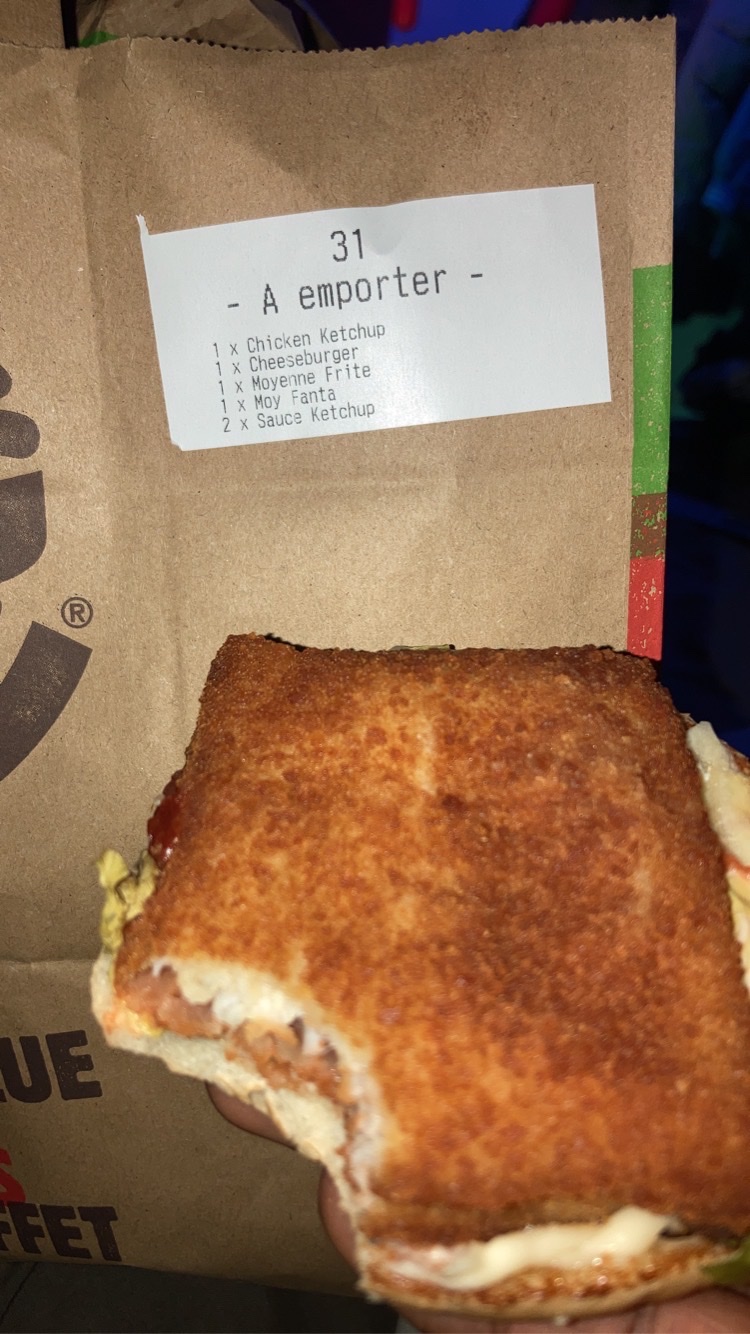 31
- A emporter -
1 x Chicken Ketchup
1 x Cheeseburger
1 x Moyenne Frite
1 x Moy Fanta
2 x Sauce Ketchup
®
UE
S
FFET